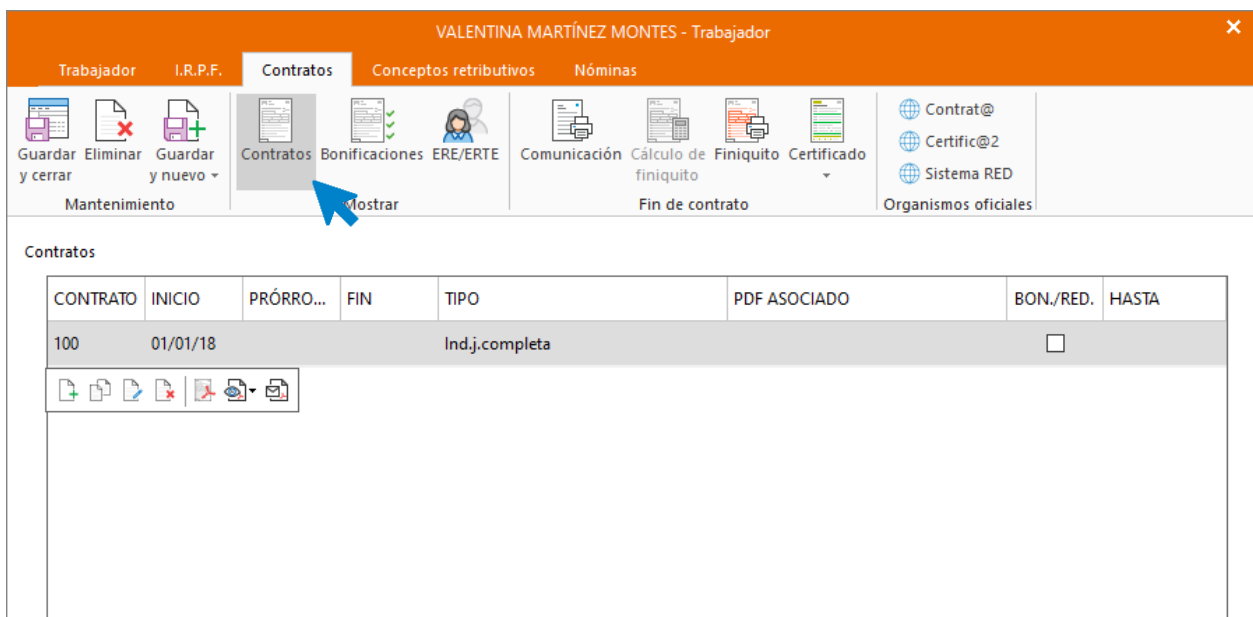 VALENTINA MARTÍNEZ MONTES - Trabajador
Trabajador I.R.P.F. Contratos Conceptos retributivos Nóminas
Guardar y cerrar Eliminar Guardar y nuevo Contratos Bonificaciones ERE/ERTE Comunicación Cálculo de finiquito Finiquito Certificado
Contrat@
Certific@2
Sistema RED
Mantenimiento Mostrar Fin de contrato Organismos oficiales
Contratos
CONTRATO INICIO PRÓRRO... FIN TIPO PDF ASOCIADO BON./RED. HASTA
100 01/01/18 Ind.j.completa